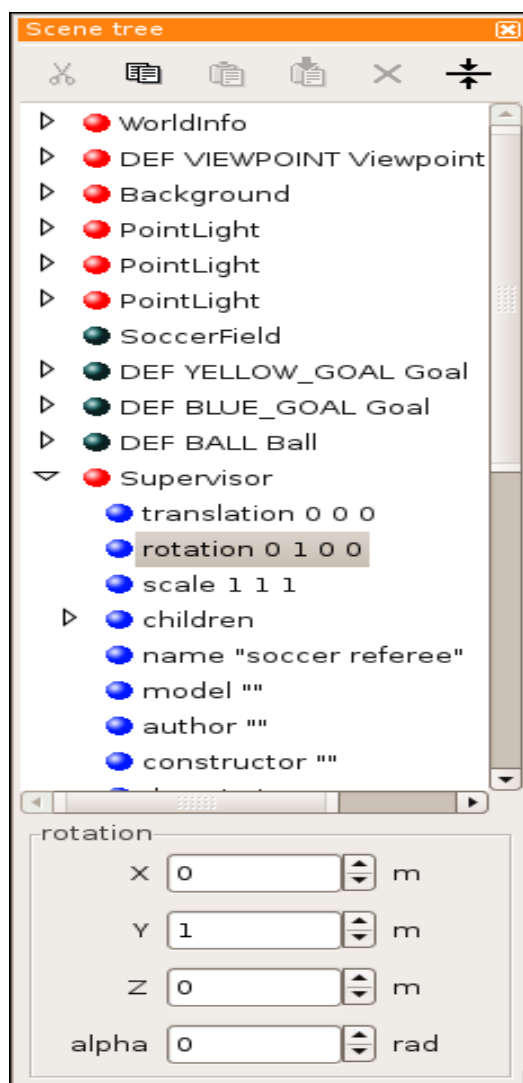 Scene tree
WorldInfo
DEF VIEWPOINT Viewpoint
Background
PointLight
PointLight
PointLight
SoccerField
DEF YELLOW_GOAL Goal
DEF BLUE_GOAL Goal
DEF BALL Ball
Supervisor
translation 0 0 0
rotation 0 1 0 0
scale 1 1 1
children
name "soccer referee"
model ""
author ""
constructor ""
rotation
X 0 m
Y 1 m
Z 0 m
alpha 0 rad